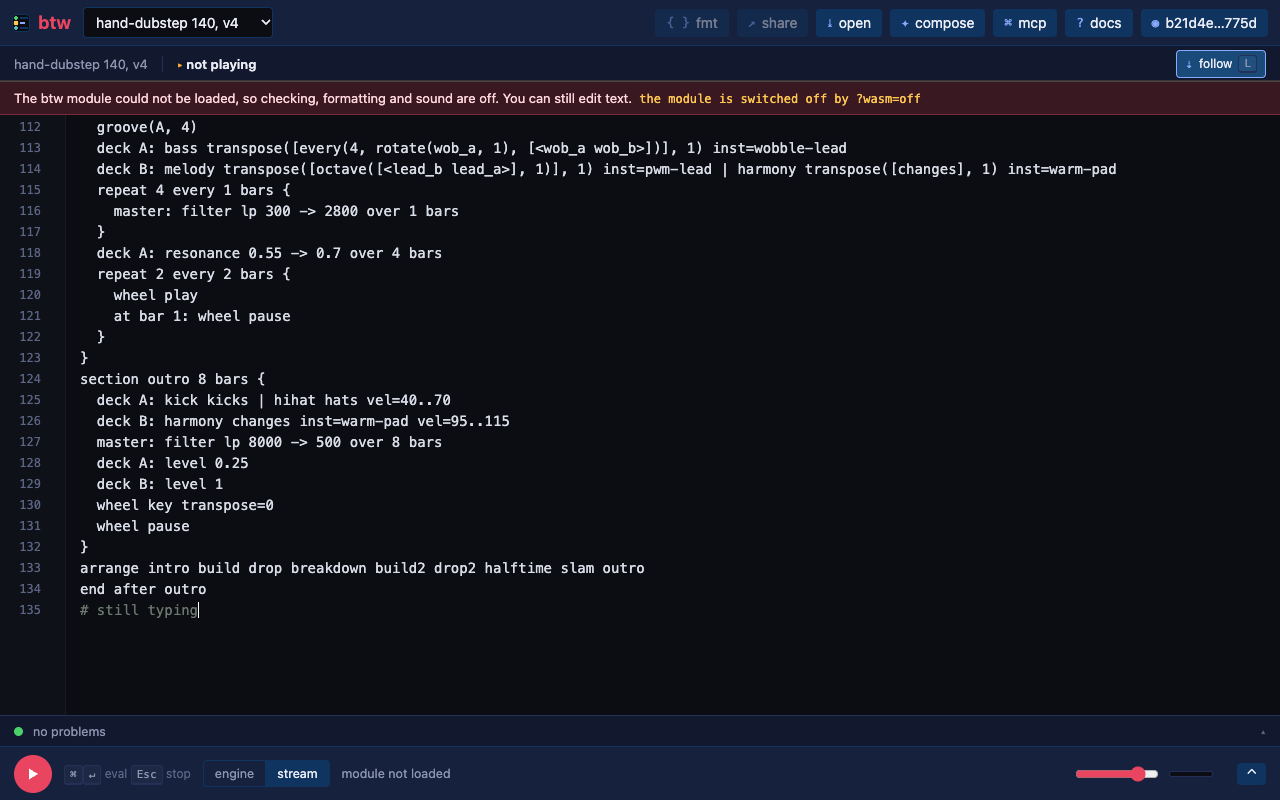 btw hand-dubstep 140, v4 { } fmt ↗ share ↓ open + compose ⌘ mcp ? docs b21d4e...775d
hand-dubstep 140, v4 ▸ not playing ↓ follow L
The btw module could not be loaded, so checking, formatting and sound are off. You can still edit text. the module is switched off by ?wasm=off
112 groove(A, 4)
113 deck A: bass transpose([every(4, rotate(wob_a, 1), [<wob_a wob_b>])], 1) inst=wobble-lead
114 deck B: melody transpose([octave([<lead_b lead_a>], 1)], 1) inst=pwm-lead | harmony transpose([changes], 1) inst=warm-pad
115 repeat 4 every 1 bars {
116 master: filter lp 300 -> 2800 over 1 bars
117 }
118 deck A: resonance 0.55 -> 0.7 over 4 bars
119 repeat 2 every 2 bars {
120 wheel play
121 at bar 1: wheel pause
122 }
123 }
124 section outro 8 bars {
125 deck A: kick kicks | hihat hats vel=40..70
126 deck B: harmony changes inst=warm-pad vel=95..115
127 master: filter lp 8000 -> 500 over 8 bars
128 deck A: level 0.25
129 deck B: level 1
130 wheel key transpose=0
131 wheel pause
132 }
133 arrange intro build drop breakdown build2 drop2 halftime slam outro
134 end after outro
135 # still typing
no problems
⌘ ↵ eval Esc stop engine stream module not loaded